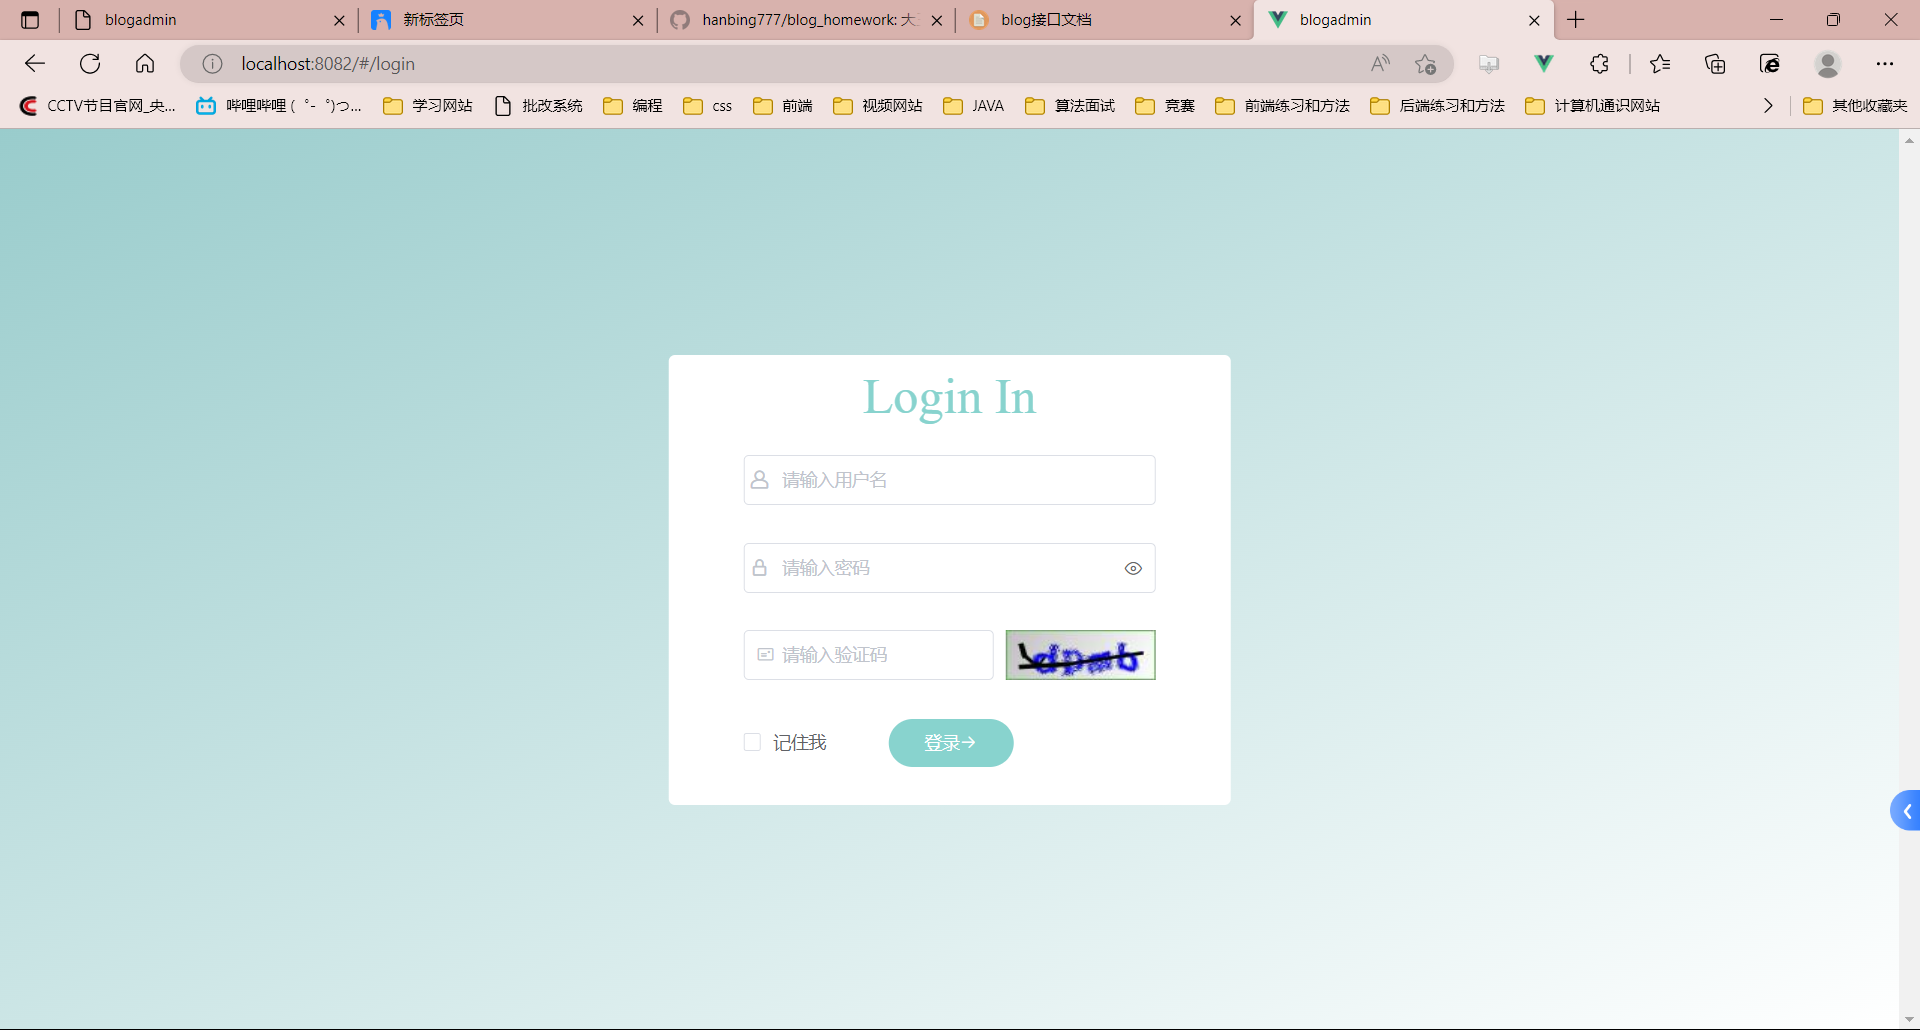 blogadmin
新标签页
hanbing777/blog_homework: 大
blog接口文档
blogadmin
localhost:8082/#/login
CCTV节目官网_央...
哔哩哔哩 ( ゜- ゜)つ...
学习网站
批改系统
编程
css
前端
视频网站
JAVA
算法面试
竞赛
前端练习和方法
后端练习和方法
计算机通识网站
其他收藏夹
Login In
请输入用户名
请输入密码
请输入验证码
dpmb
记住我
登录→